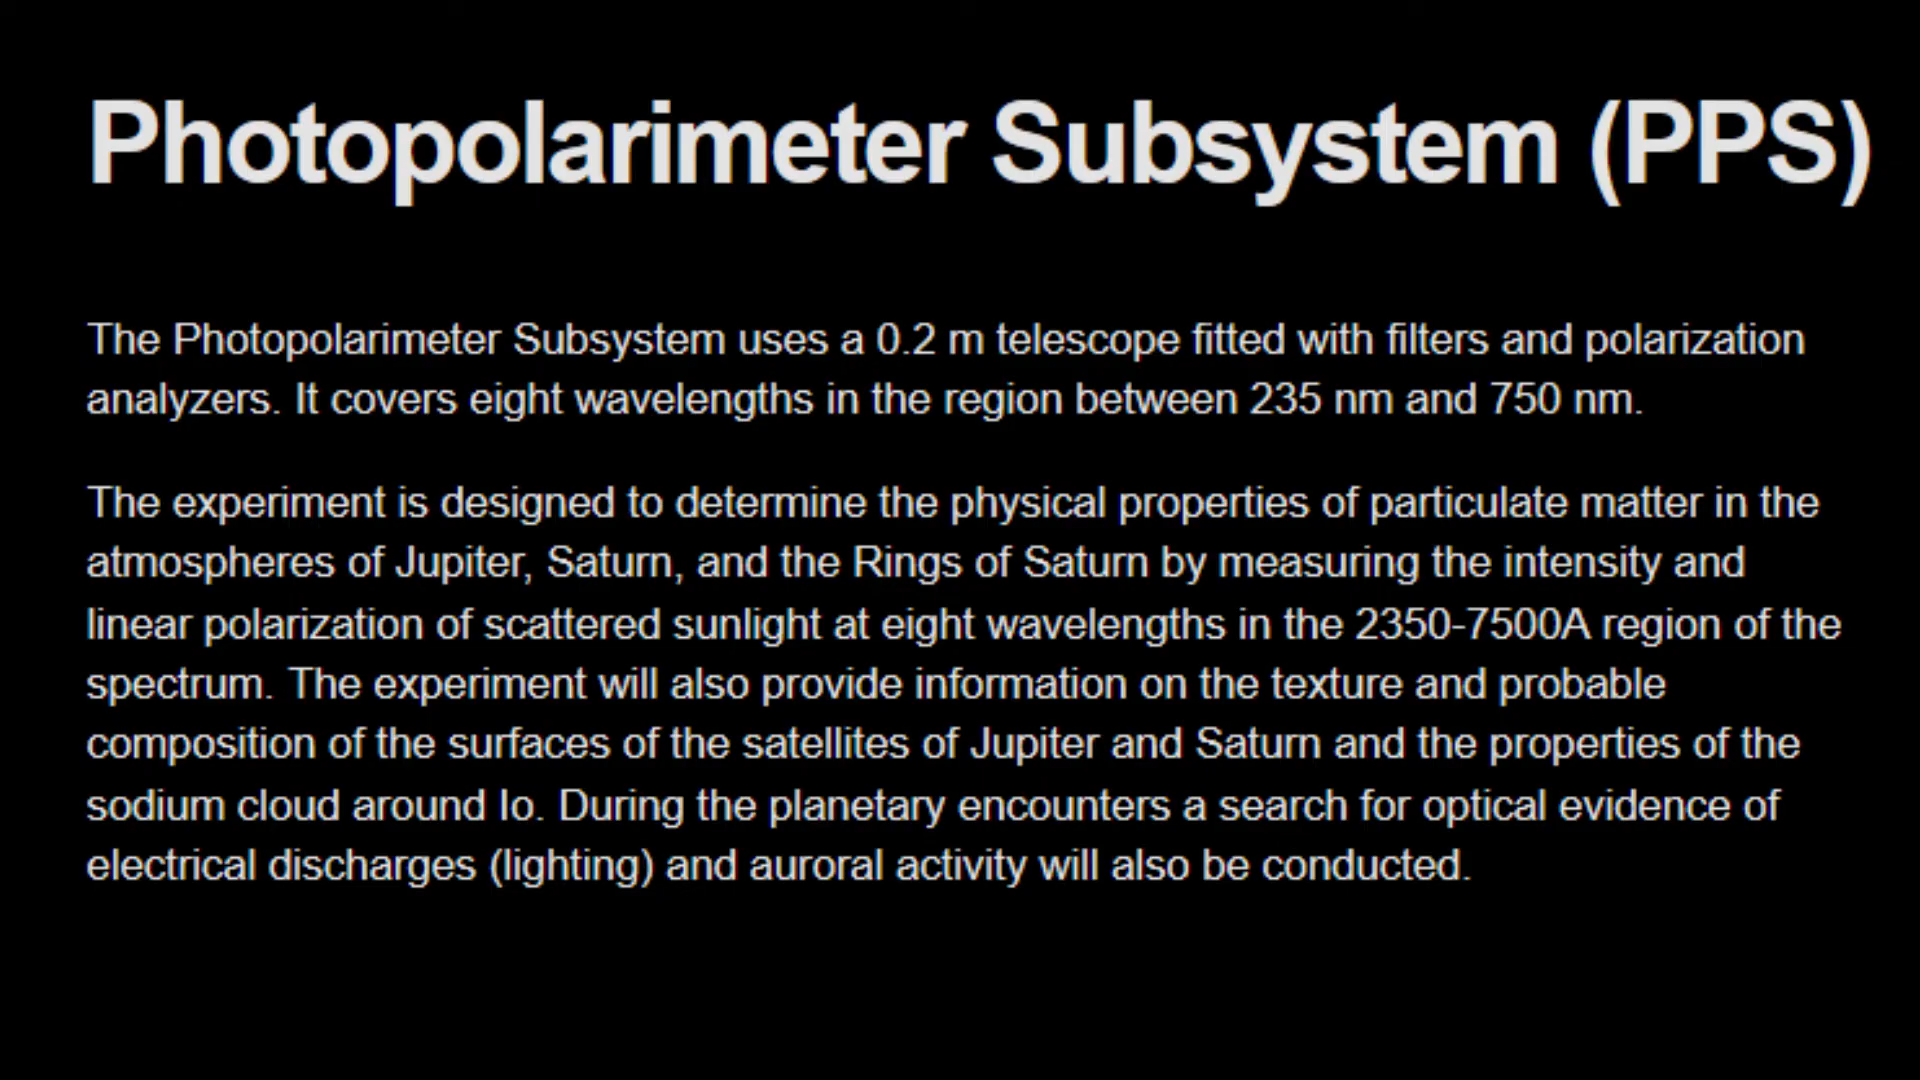 Photopolarimeter Subsystem (PPS)
The Photopolarimeter Subsystem uses a 0.2 m telescope fitted with filters and polarization
analyzers. It covers eight wavelengths in the region between 235 nm and 750 nm.
The experiment is designed to determine the physical properties of particulate matter in the
atmospheres of Jupiter, Saturn, and the Rings of Saturn by measuring the intensity and
linear polarization of scattered sunlight at eight wavelengths in the 2350-7500A region of the
spectrum. The experiment will also provide information on the texture and probable
composition of the surfaces of the satellites of Jupiter and Saturn and the properties of the
sodium cloud around Io. During the planetary encounters a search for optical evidence of
electrical discharges (lighting) and auroral activity will also be conducted.